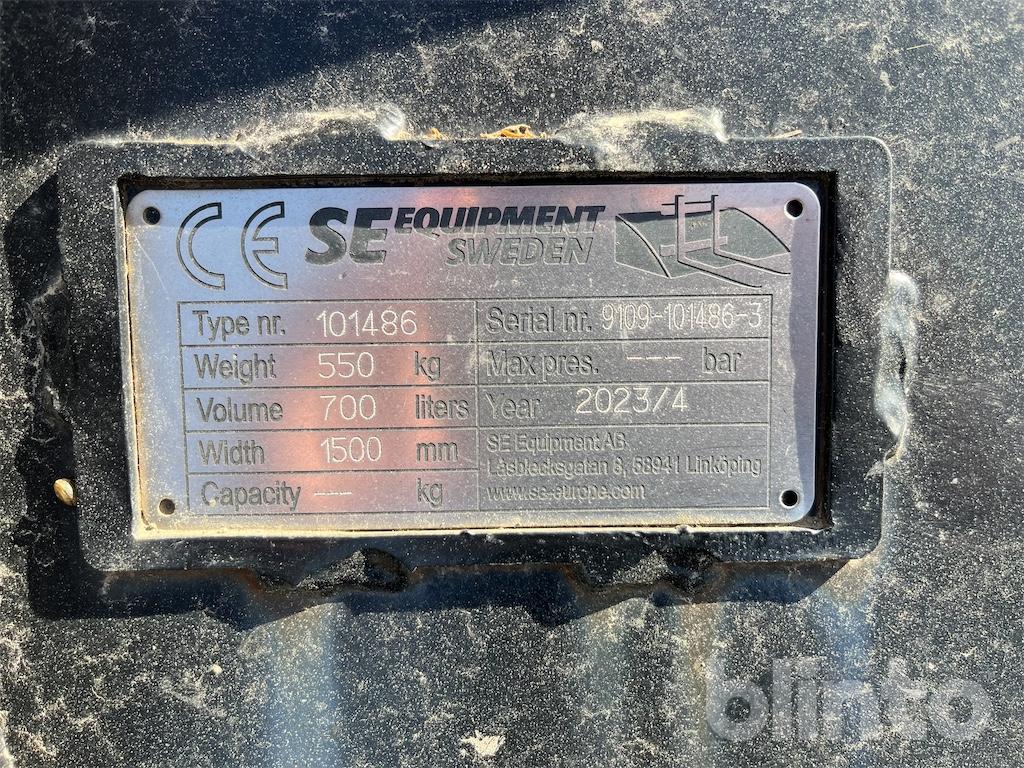 CE SE EQUIPMENT
SWEDEN
Type nr. 101486 Serial nr. 9109-101486-3
Weight 550 kg Max pres. --- bar
Volume 700 liters Year 2023/4
Width 1500 mm SE Equipment AB
Låsblecksgatan 8, 58941 Linköping
Capacity --- kg www.se-europe.com
blinto